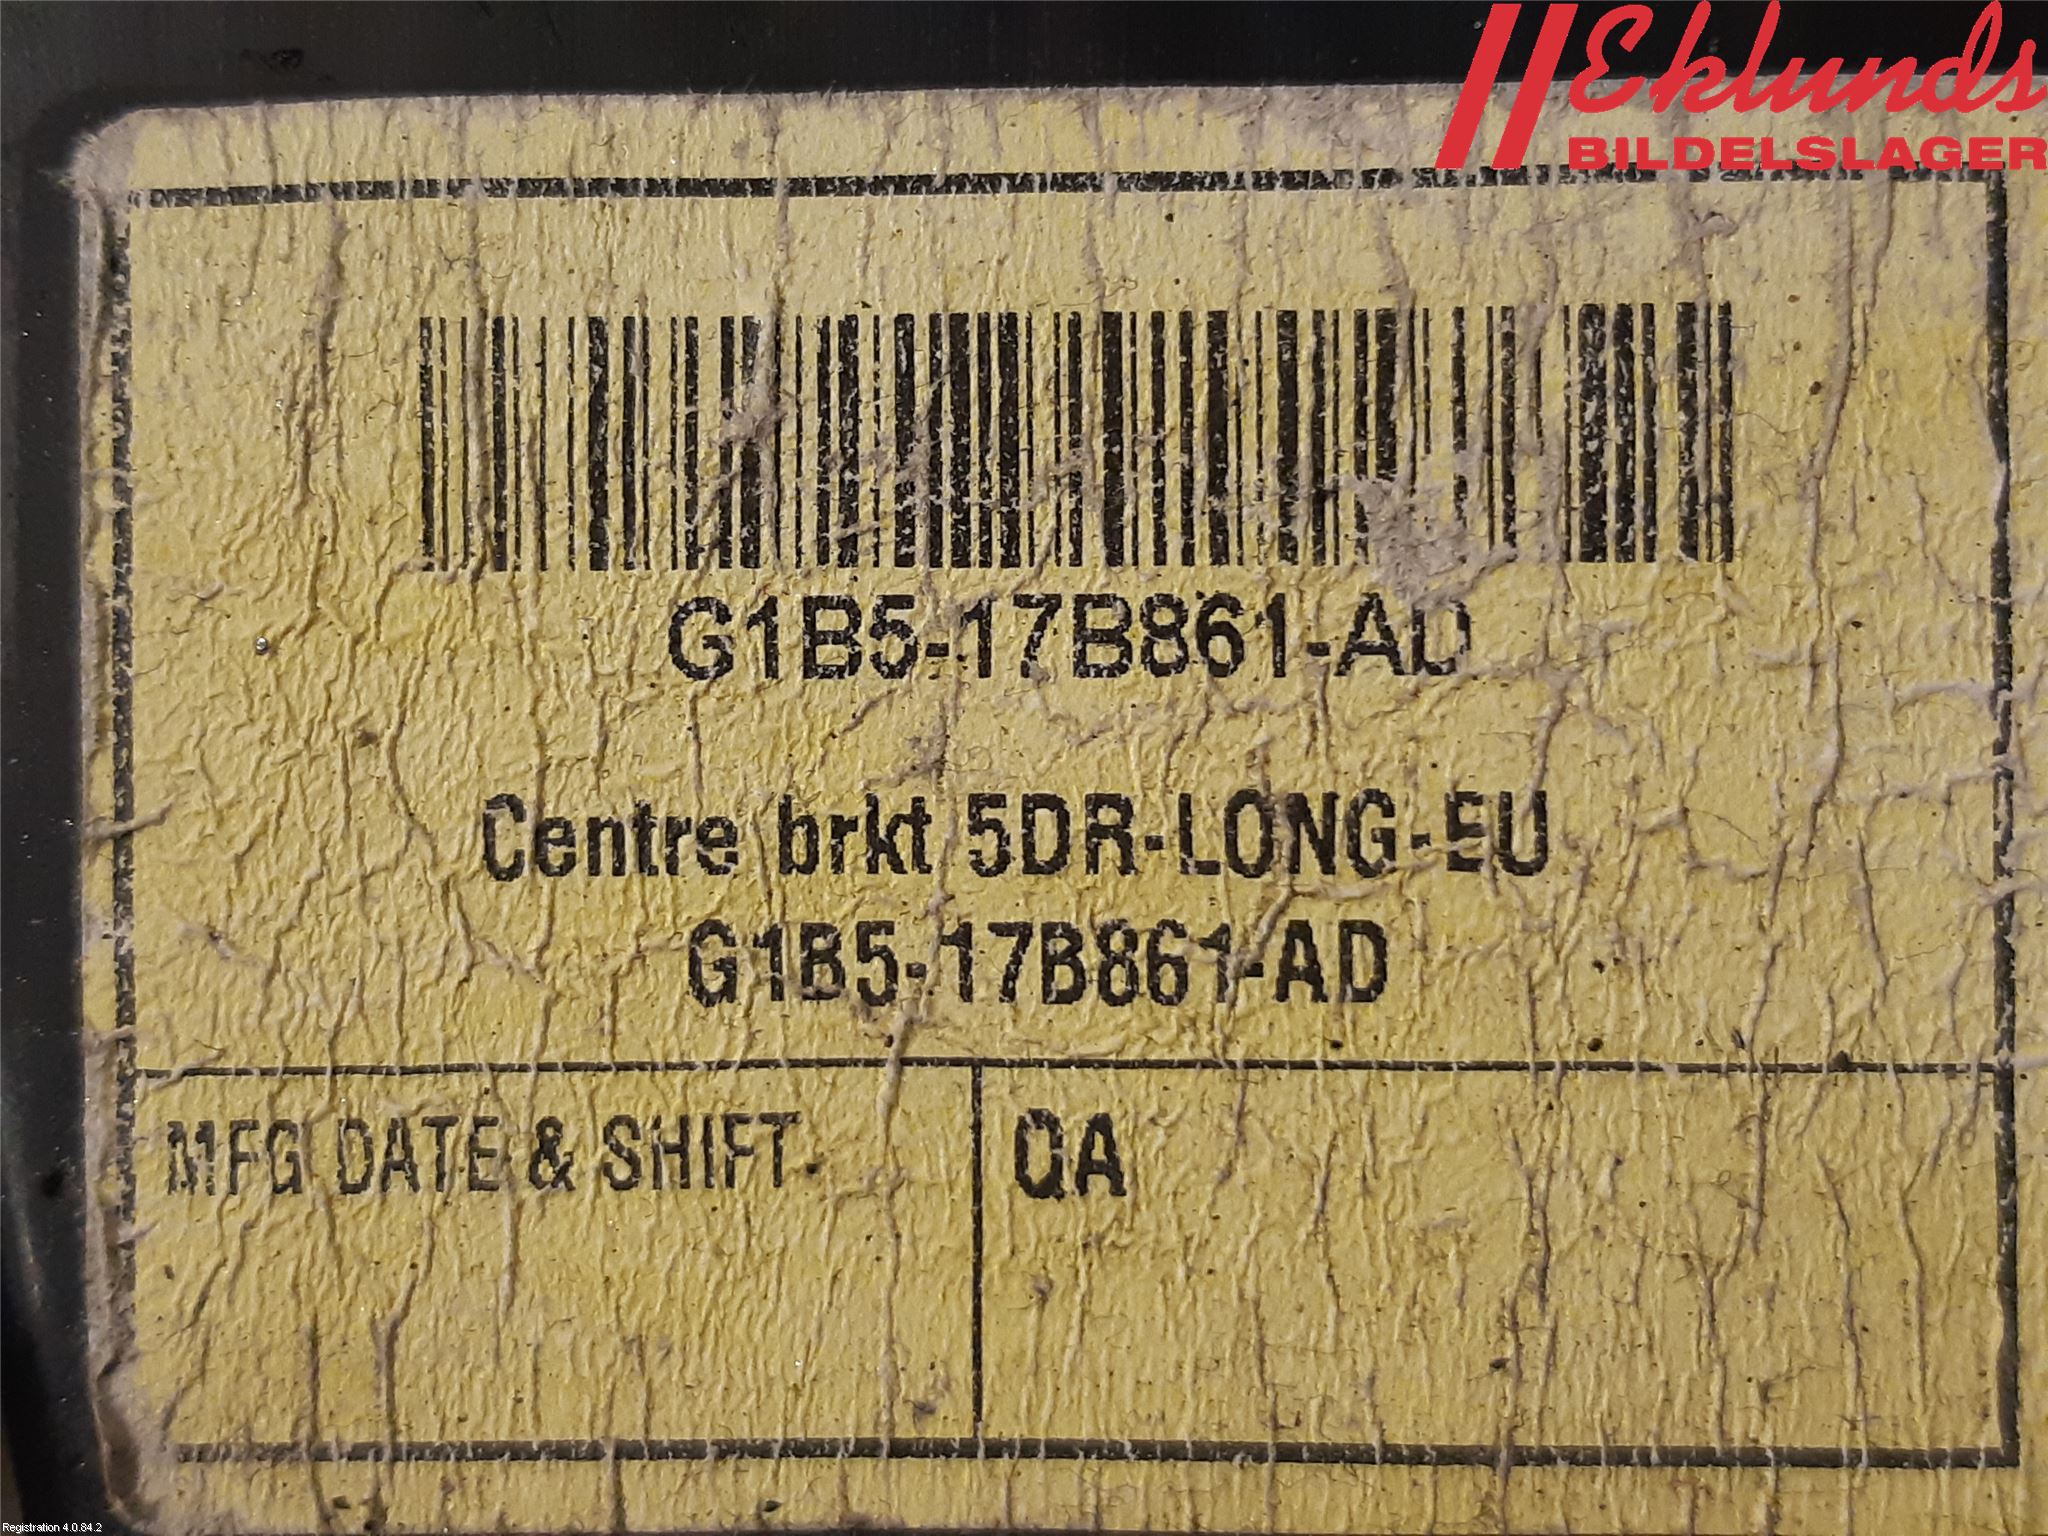 Eklunds
BILDELSLAGER
G1B5-17B861-AD
Centre brkt 5DR-LONG-EU
G1B5-17B861-AD
MFG DATE & SHIFT
QA
Registration 4.0.84.2